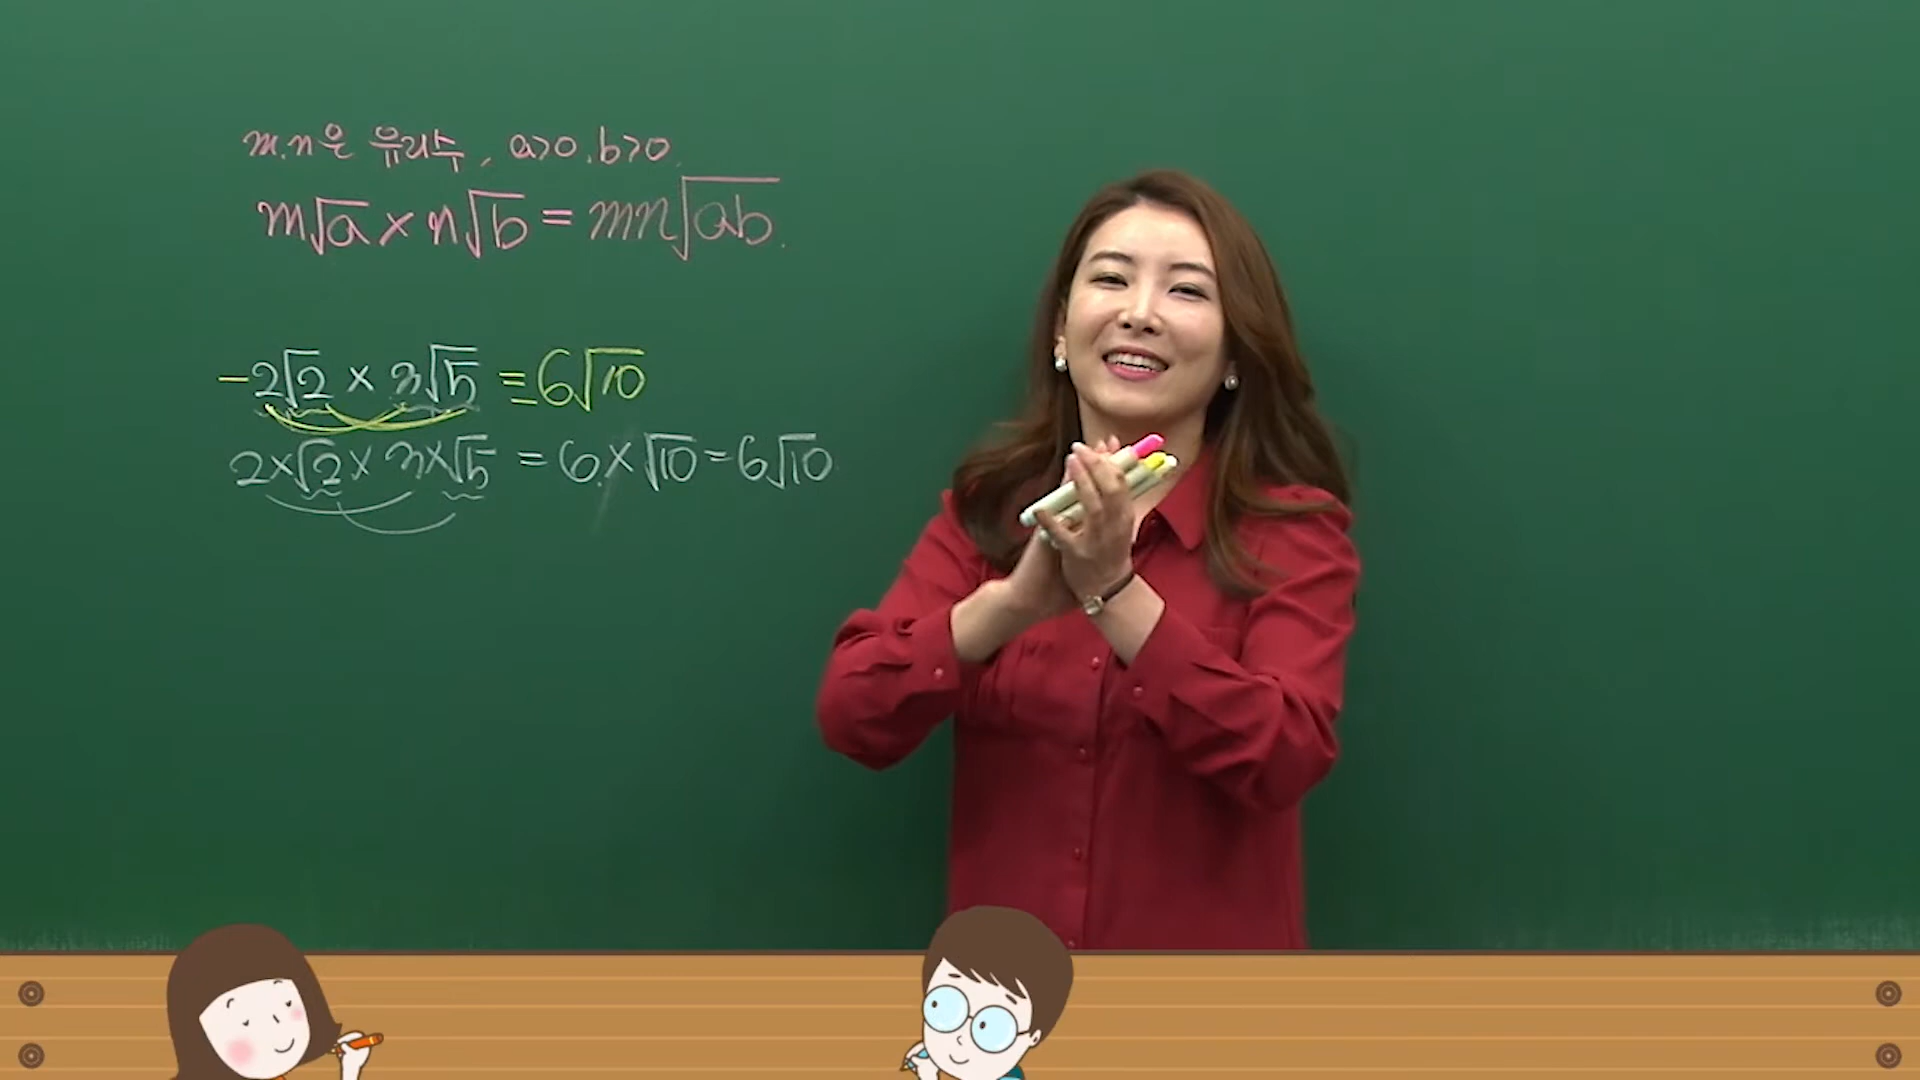 m.n은 유리수, a>0, b>0.
m√a × n√b = mn√ab.
-2√2 × 3√5 = 6√10
2×√2×3×√5 = 6×√10 = 6√10